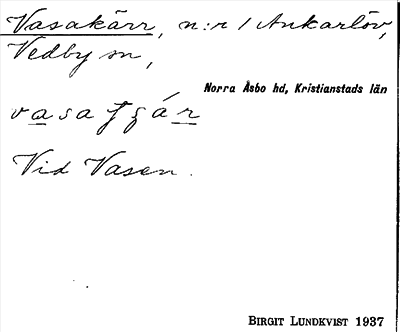 Vasakärr, n:r 1 Ankarlöv,
Vedby sn,
Norra Åsbo hd, Kristianstads län
Vid Vasen.
BIRGIT LUNDKVIST 1937